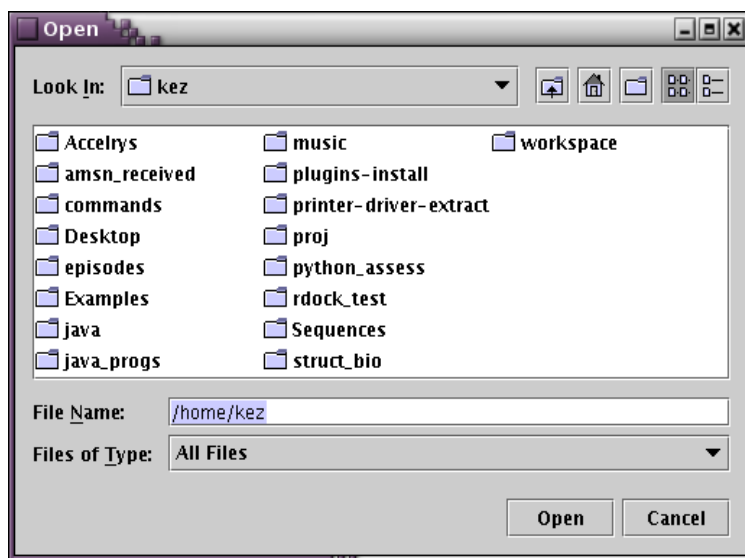 Open
Look In: kez
Accelrys
amsn_received
commands
Desktop
episodes
Examples
java
java_progs
music
plugins-install
printer-driver-extract
proj
python_assess
rdock_test
Sequences
struct_bio
workspace
File Name: /home/kez
Files of Type: All Files
Open Cancel